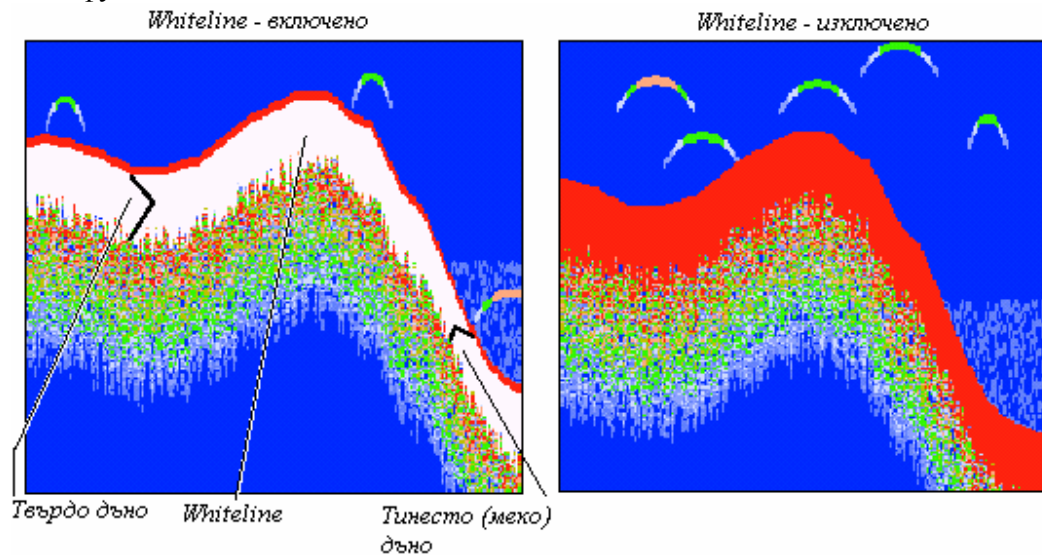 Whiteline - включено
Whiteline - изключено
Твърдо дъно
Whiteline
Тинесто (меко)
дъно